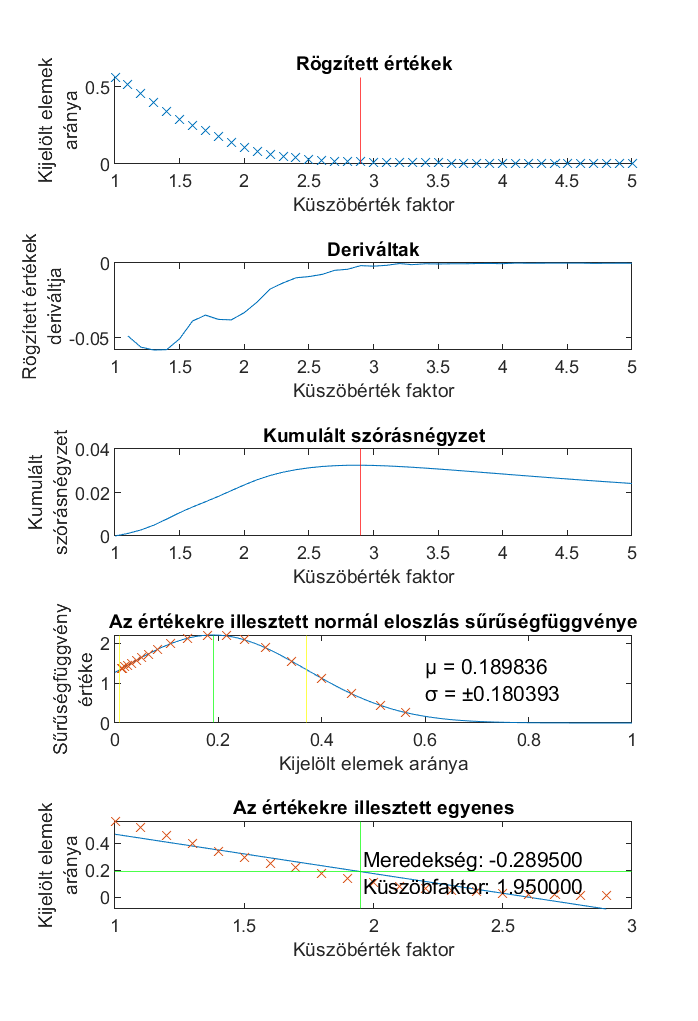 Rögzített értékek
Kijelölt elemek
aránya
0.5
0
1 1.5 2 2.5 3 3.5 4 4.5 5
Küszöbérték faktor
Deriváltak
Rögzített értékek
deriváltja
0
-0.05
1 1.5 2 2.5 3 3.5 4 4.5 5
Küszöbérték faktor
Kumulált szórásnégyzet
Kumulált
szórásnégyzet
0.04
0.02
0
1 1.5 2 2.5 3 3.5 4 4.5 5
Küszöbérték faktor
Az értékekre illesztett normál eloszlás sűrűségfüggvénye
Sűrűségfüggvény
értéke
2
1
0
μ = 0.189836
σ = ±0.180393
0 0.2 0.4 0.6 0.8 1
Kijelölt elemek aránya
Az értékekre illesztett egyenes
Kijelölt elemek
aránya
0.4
0.2
0
Meredekség: -0.289500
Küszöbfaktor: 1.950000
1 1.5 2 2.5 3
Küszöbérték faktor